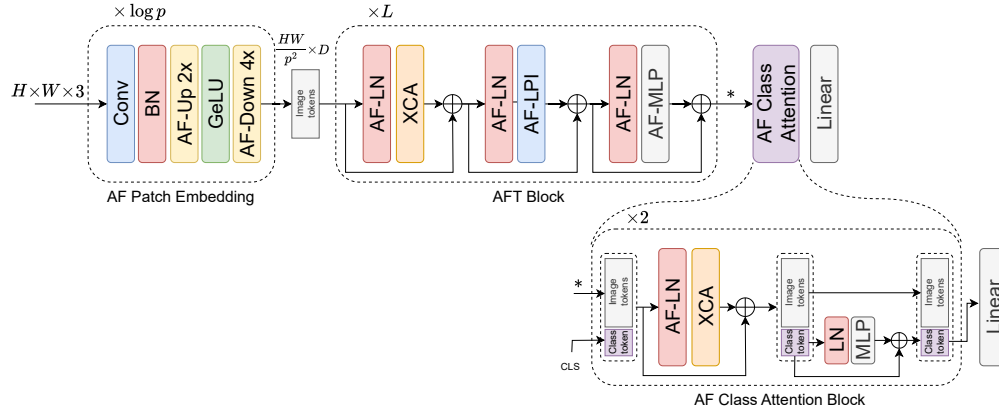 × log p
H×W×3
Conv
BN
AF-Up 2x
GeLU
AF-Down 4x
AF Patch Embedding
HW/p² × D
Image tokens
×L
AF-LN
XCA
AF-LN
AF-LPI
AF-LN
AF-MLP
AFT Block
*
AF Class
Attention
Linear
×2
*
CLS
Image
tokens
Class
token
AF-LN
XCA
Image
tokens
Class
token
LN
MLP
Image
tokens
Class
token
Linear
AF Class Attention Block